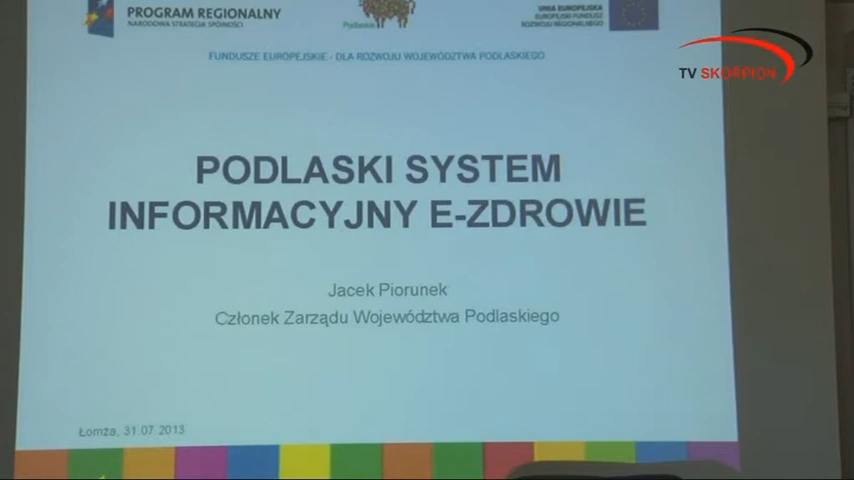 PROGRAM REGIONALNY
NARODOWA STRATEGIA SPÓJNOŚCI
Podlaskie
UNIA EUROPEJSKA
EUROPEJSKI FUNDUSZ
ROZWOJU REGIONALNEGO
FUNDUSZE EUROPEJSKIE - DLA ROZWOJU WOJEWÓDZTWA PODLASKIEGO
TV SKORPION
PODLASKI SYSTEM
INFORMACYJNY E-ZDROWIE
Jacek Piorunek
Członek Zarządu Województwa Podlaskiego
Łomża, 31.07.2013